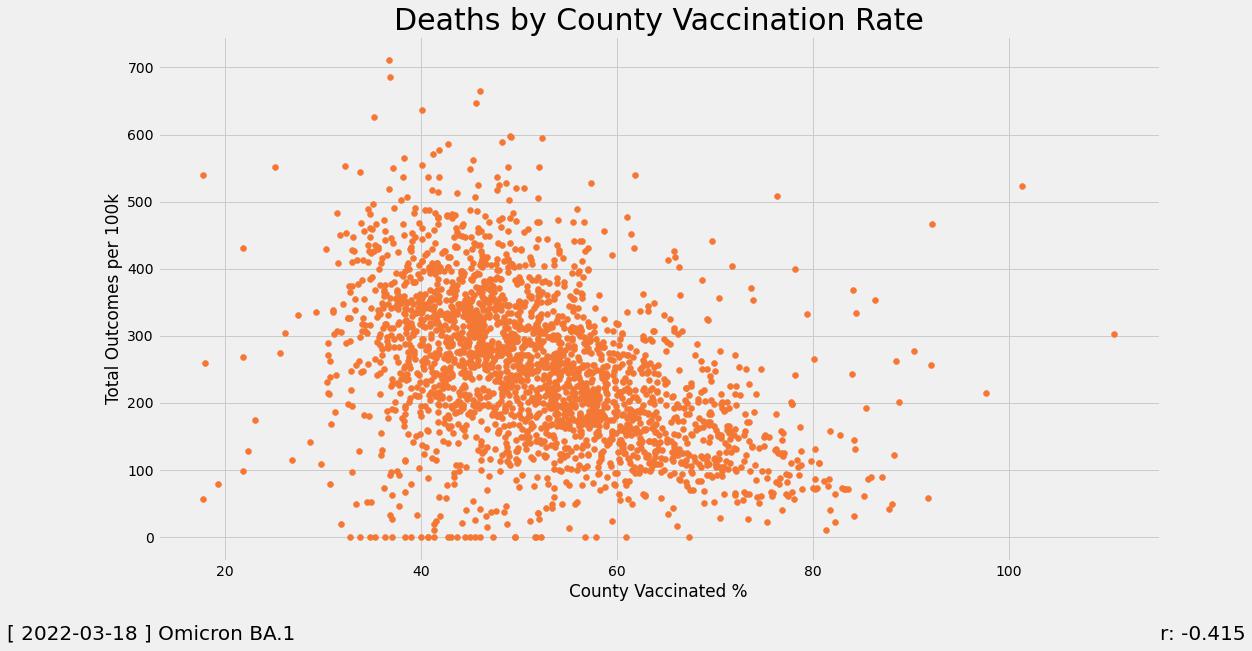 Deaths by County Vaccination Rate
Total Outcomes per 100k
700
600
500
400
300
200
100
0
20 40 60 80 100
County Vaccinated %
[ 2022-03-18 ] Omicron BA.1
r: -0.415